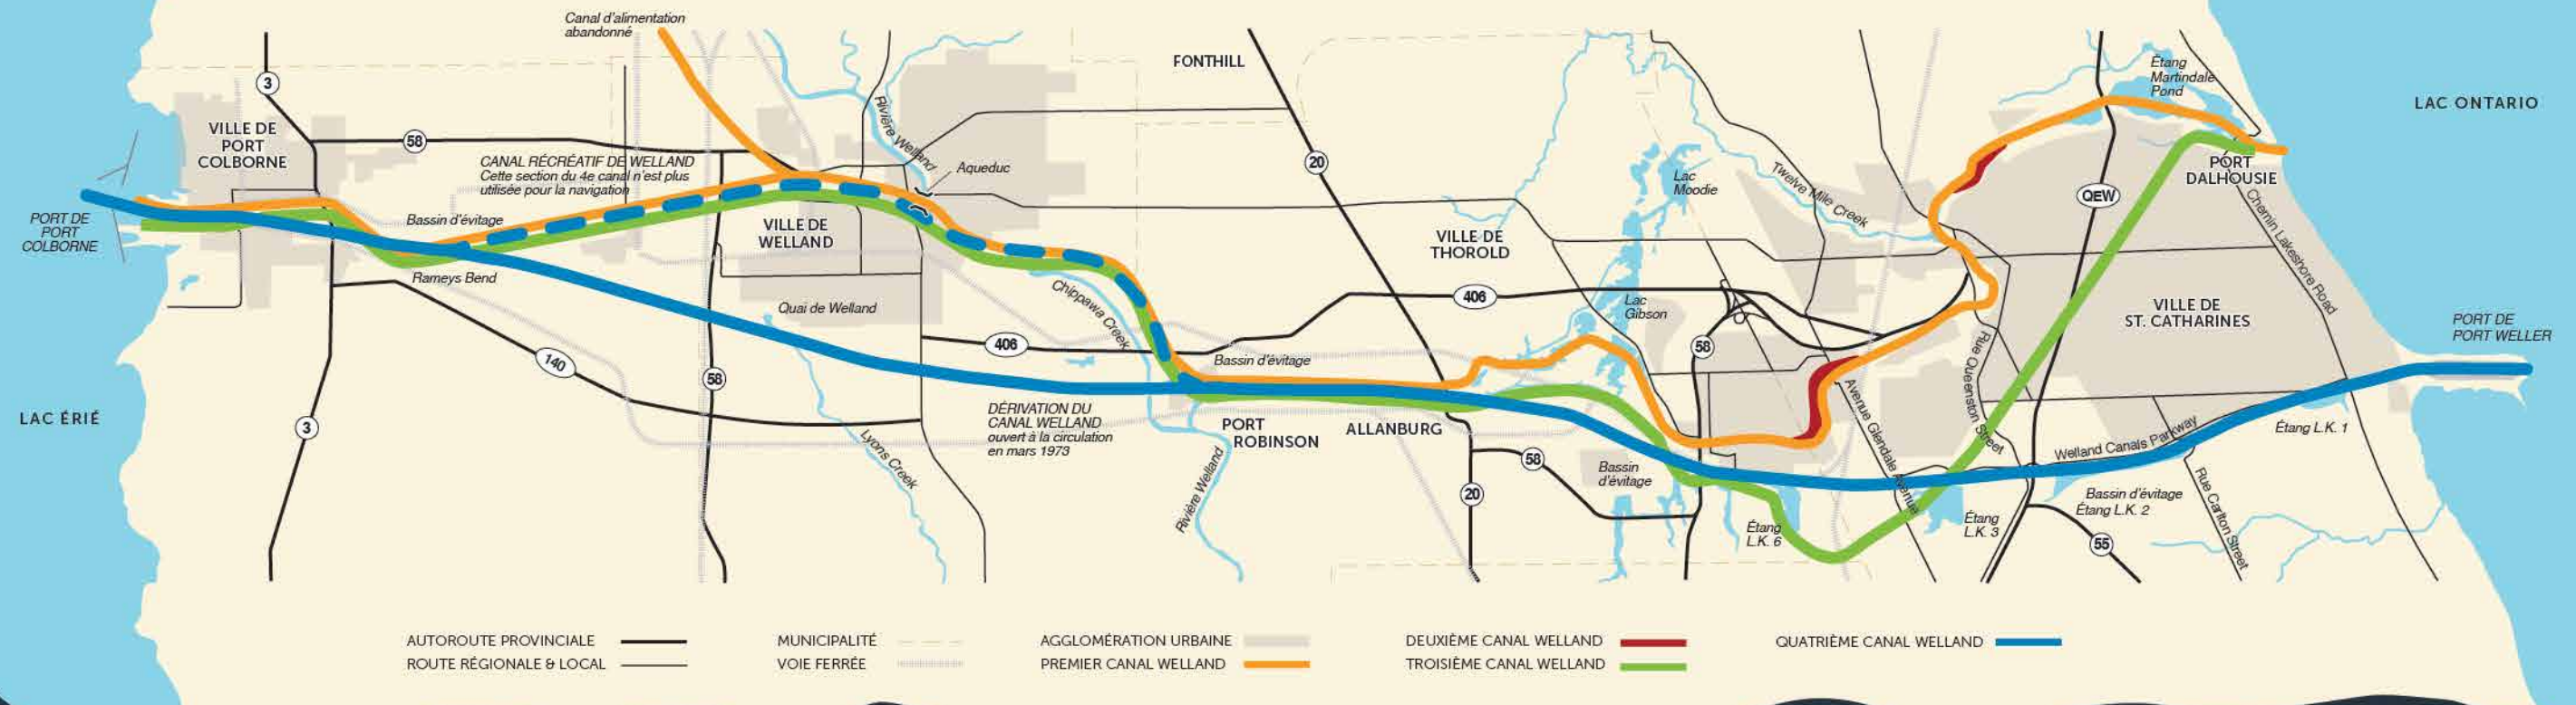 Canal d'alimentation
abandonné
3
58
VILLE DE
PORT
COLBORNE
CANAL RÉCRÉATIF DE WELLAND
Cette section du 4e canal n'est plus
utilisée pour la navigation
Bassin d'évitage
PORT DE
PORT
COLBORNE
Rameys Bend
LAC ÉRIÉ
3
140
58
VILLE DE
WELLAND
Quai de Welland
Rivière Welland
Aqueduc
FONTHILL
20
Chippawa Creek
406
Lyons Creek
DÉRIVATION DU
CANAL WELLAND
ouvert à la circulation
en mars 1973
Bassin d'évitage
PORT
ROBINSON
Rivière Welland
ALLANBURG
VILLE DE
THOROLD
406
20
58
Lac
Moodie
Lac
Gibson
58
Bassin
d'évitage
Étang
L.K. 6
Twelve Mile Creek
Avenue Glendale Avenue
Rue Queenston Street
Étang
L.K. 3
QEW
Étang
Martindale
Pond
PORT
DALHOUSIE
Chemin Lakeshore Road
LAC ONTARIO
VILLE DE
ST. CATHARINES
PORT DE
PORT WELLER
Welland Canals Parkway
Étang L.K. 1
Bassin d'évitage
Étang L.K. 2
Rue Carlton Street
55
AUTOROUTE PROVINCIALE
ROUTE RÉGIONALE & LOCAL
MUNICIPALITÉ
VOIE FERRÉE
AGGLOMÉRATION URBAINE
PREMIER CANAL WELLAND
DEUXIÈME CANAL WELLAND
TROISIÈME CANAL WELLAND
QUATRIÈME CANAL WELLAND